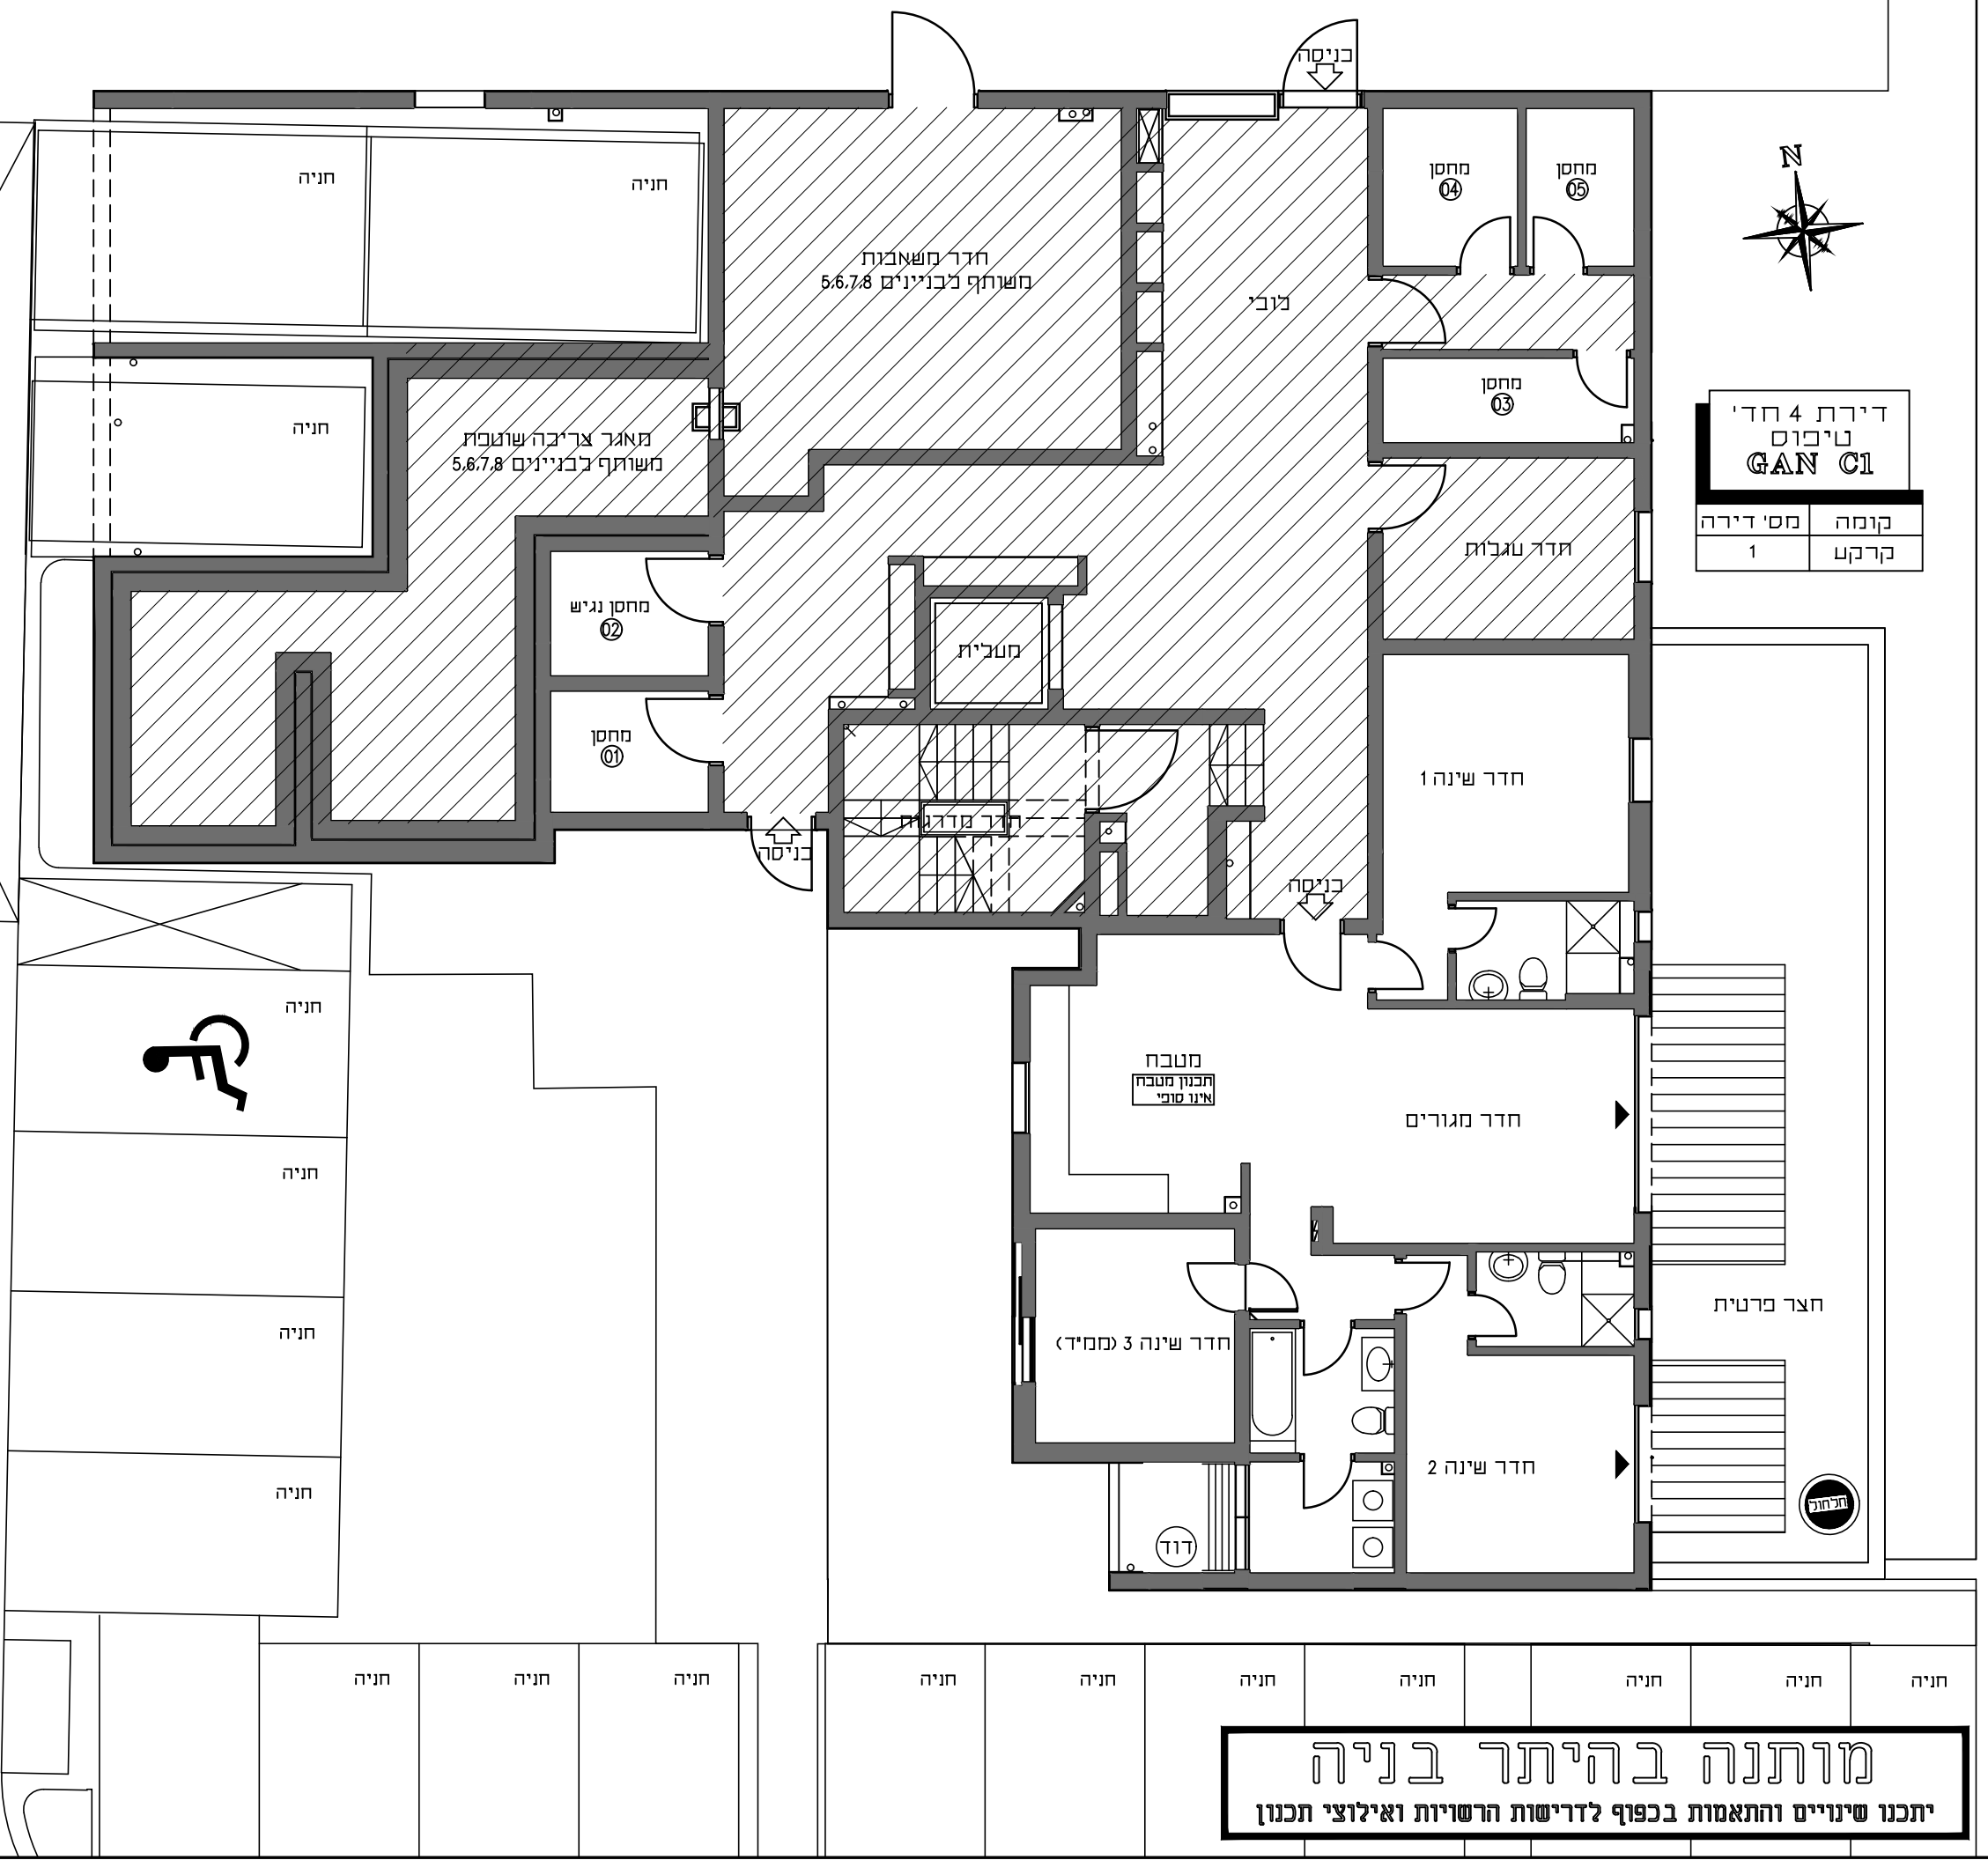 כניסה
N
חניה
חניה
מחסן
04
מחסן
05
חדר משאבות
משותף לבניינים 5,6,7,8
לובי
מחסן
03
דירת 4 חד'
טיפוס
GAN C1
קומה
מס' דירה
קרקע
1
חניה
מאגר צריכה שוטפת
משותף לבניינים 5,6,7,8
חדר עגלות
מחסן נגיש
02
מעלית
מחסן
01
חדר שינה 1
חדר מדרגות
כניסה
כניסה
חניה
מטבח
תכנון מטבח
אינו סופי
חדר מגורים
חניה
חניה
חצר פרטית
חדר שינה 3 (ממ"ד)
חדר שינה 2
חניה
חלחול
דוד
חניה
חניה
חניה
חניה
חניה
חניה
חניה
חניה
חניה
חניה
מותנה בהיתר בניה
יתכנו שינויים והתאמות בכפוף לדרישות הרשויות ואילוצי תכנון